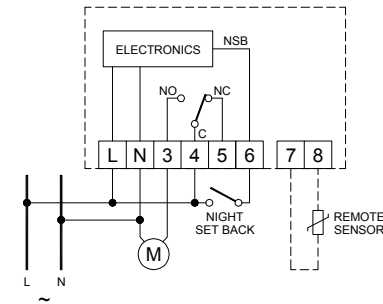 ELECTRONICS
NSB
NO
NC
C
L N 3 4 5 6 7 8
NIGHT
SET BACK
REMOTE
SENSOR
M
L N
~